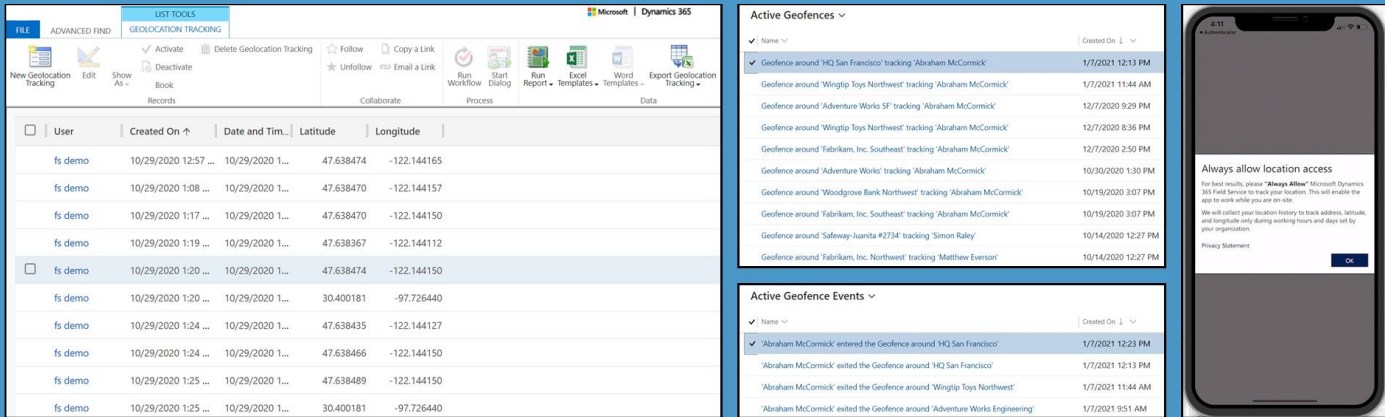 LIST TOOLS
Microsoft | Dynamics 365
FILE ADVANCED FIND GEOLOCATION TRACKING
New Geolocation Tracking
Edit
Show As
Activate
Deactivate
Book
Delete Geolocation Tracking
Records
Follow
Unfollow
Copy a Link
Email a Link
Collaborate
Run Workflow
Start Dialog
Process
Run Report
Excel Templates
Word Templates
Export Geolocation Tracking
Data
User Created On Date and Tim... Latitude Longitude
fs demo 10/29/2020 12:57 ... 10/29/2020 1... 47.638474 -122.144165
fs demo 10/29/2020 1:08 ... 10/29/2020 1... 47.638470 -122.144157
fs demo 10/29/2020 1:17 ... 10/29/2020 1... 47.638470 -122.144150
fs demo 10/29/2020 1:19 ... 10/29/2020 1... 47.638367 -122.144112
fs demo 10/29/2020 1:20 ... 10/29/2020 1... 47.638474 -122.144150
fs demo 10/29/2020 1:20 ... 10/29/2020 1... 30.400181 -97.726440
fs demo 10/29/2020 1:24 ... 10/29/2020 1... 47.638435 -122.144127
fs demo 10/29/2020 1:24 ... 10/29/2020 1... 47.638466 -122.144150
fs demo 10/29/2020 1:25 ... 10/29/2020 1... 47.638489 -122.144150
fs demo 10/29/2020 1:25 ... 10/29/2020 1... 30.400181 -97.726440
Active Geofences
Name Created On
Geofence around 'HQ San Francisco' tracking 'Abraham McCormick' 1/7/2021 12:13 PM
Geofence around 'Wingtip Toys Northwest' tracking 'Abraham McCormick' 1/7/2021 11:44 AM
Geofence around 'Adventure Works SF' tracking 'Abraham McCormick' 12/7/2020 9:29 PM
Geofence around 'Wingtip Toys Northwest' tracking 'Abraham McCormick' 12/7/2020 8:36 PM
Geofence around 'Fabrikam, Inc. Southeast' tracking 'Abraham McCormick' 12/7/2020 2:50 PM
Geofence around 'Adventure Works' tracking 'Abraham McCormick' 10/30/2020 1:30 PM
Geofence around 'Woodgrove Bank Northwest' tracking 'Abraham McCormick' 10/19/2020 3:07 PM
Geofence around 'Fabrikam, Inc. Southeast' tracking 'Abraham McCormick' 10/19/2020 3:07 PM
Geofence around 'Safeway-Juanita #2734' tracking 'Simon Raley' 10/14/2020 12:27 PM
Geofence around 'Fabrikam, Inc. Northwest' tracking 'Matthew Everson' 10/14/2020 12:27 PM
Active Geofence Events
Name Created On
'Abraham McCormick' entered the Geofence around 'HQ San Francisco' 1/7/2021 12:23 PM
'Abraham McCormick' exited the Geofence around 'HQ San Francisco' 1/7/2021 12:13 PM
'Abraham McCormick' exited the Geofence around 'Wingtip Toys Northwest' 1/7/2021 11:44 AM
'Abraham McCormick' exited the Geofence around 'Adventure Works Engineering' 1/7/2021 9:51 AM
4:11
Authenticator
Always allow location access
For best results, please "Always Allow" Microsoft Dynamics
365 Field Service to track your location. This will enable the
app to work while you are on-site.
We will collect your location history to track address, latitude,
and longitude only during working hours and days set by
your organization.
Privacy Statement
OK